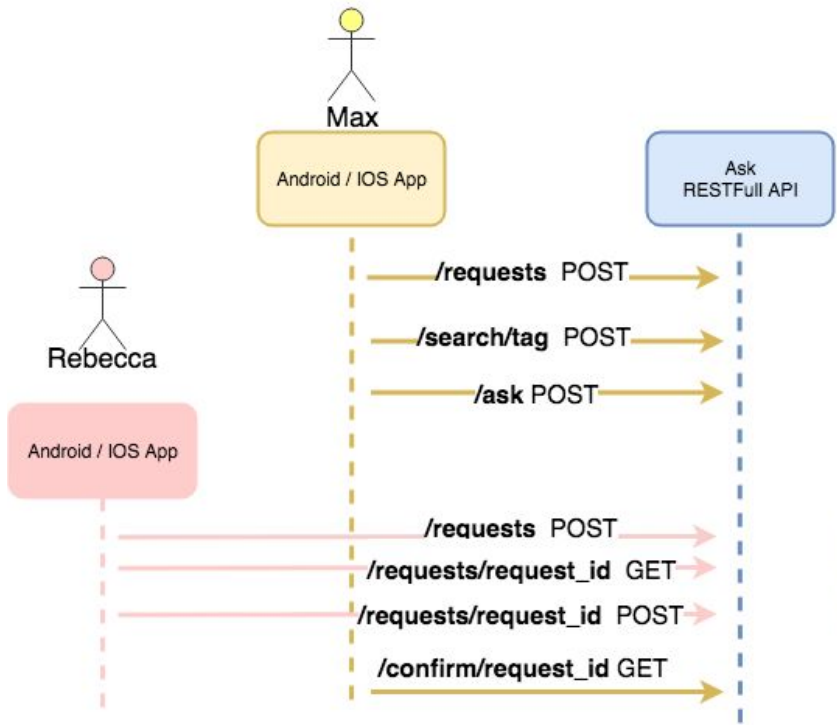 Max
Android / IOS App
Ask
RESTFull API
/requests POST
Rebecca
/search/tag POST
/ask POST
Android / IOS App
/requests POST
/requests/request_id GET
/requests/request_id POST
/confirm/request_id GET